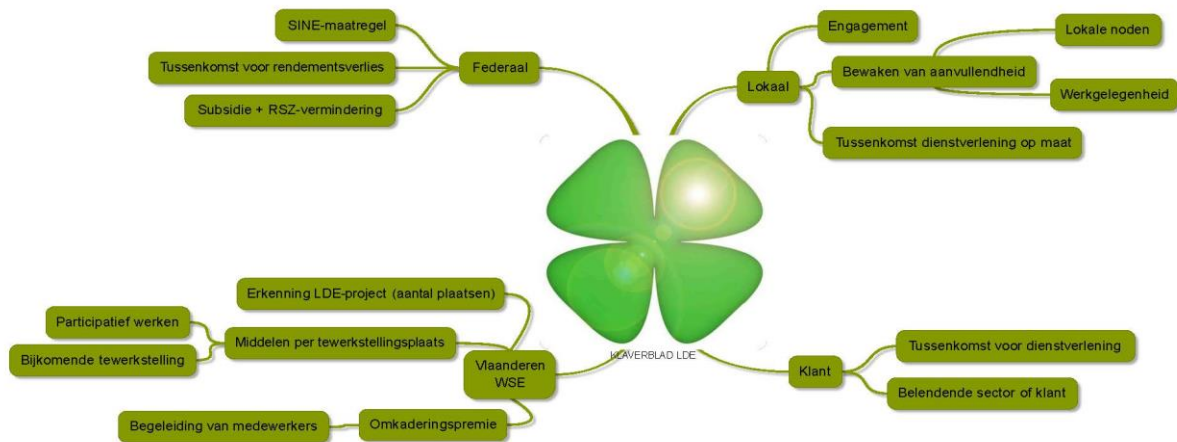 SINE-maatregel
Tussenkomst voor rendementsverlies
Subsidie + RSZ-vermindering
Federaal
Engagement
Lokaal
Bewaken van aanvullendheid
Lokale noden
Werkgelegenheid
Tussenkomst dienstverlening op maat
Erkenning LDE-project (aantal plaatsen)
Participatief werken
Bijkomende tewerkstelling
Middelen per tewerkstellingsplaats
Vlaanderen
WSE
Begeleiding van medewerkers
Omkaderingspremie
KLAVERBLAD LDE
Klant
Tussenkomst voor dienstverlening
Belendende sector of klant